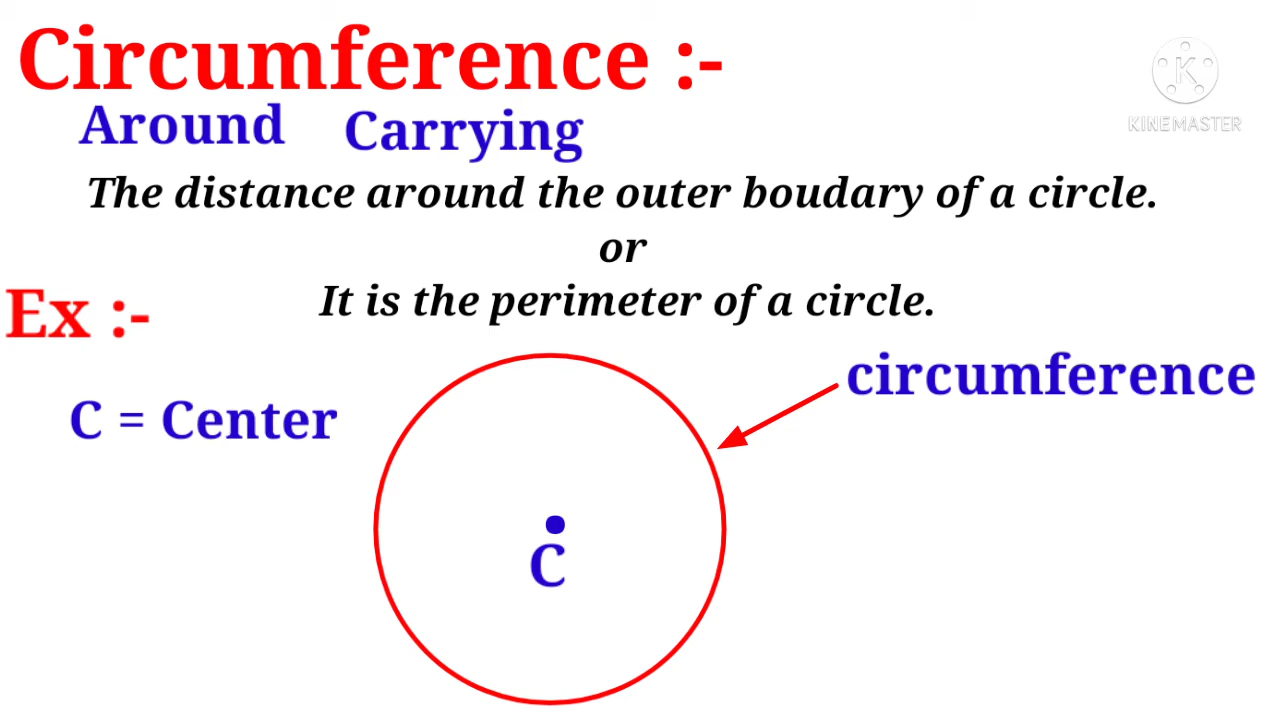 Circumference :-
Around Carrying
The distance around the outer boudary of a circle.
or
It is the perimeter of a circle.
Ex :-
circumference
C = Center
C
K
KINEMASTER